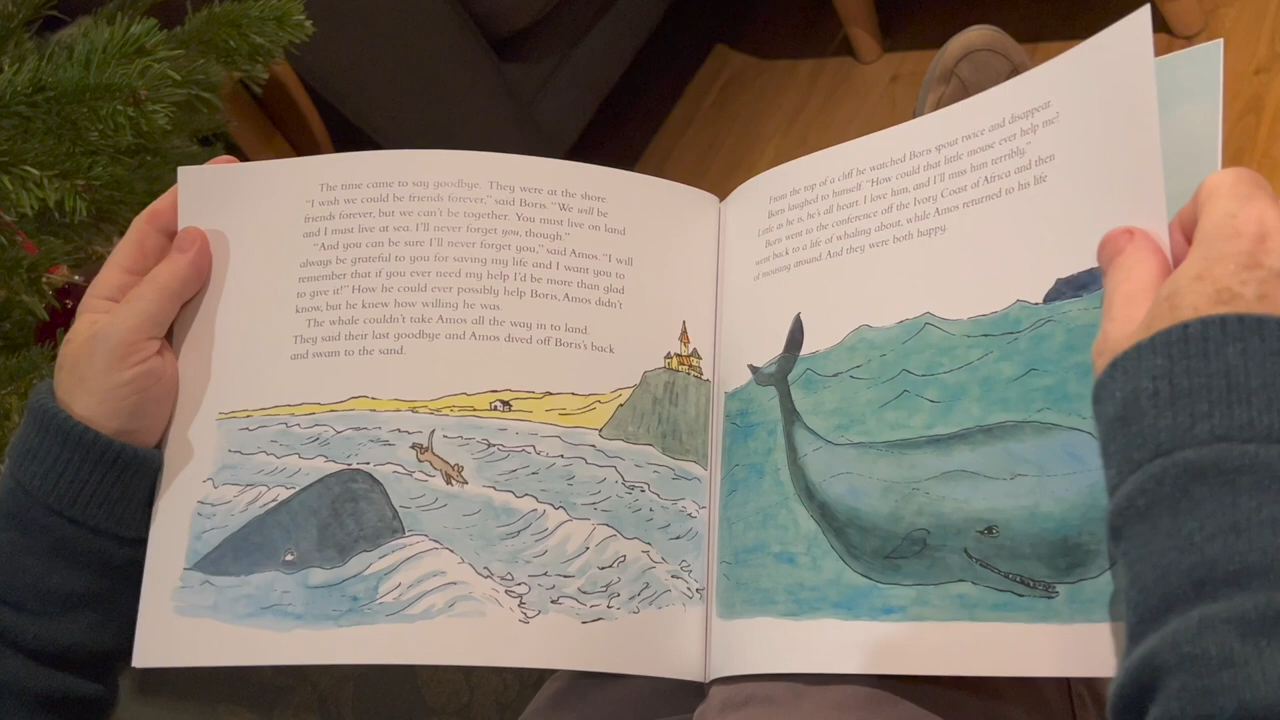 The time came to say goodbye. They were at the shore.
"I wish we could be friends forever," said Boris. "We will be
friends forever, but we can't be together. You must live on land
and I must live at sea. I'll never forget you, though."
"And you can be sure I'll never forget you," said Amos. "I will
always be grateful to you for saving my life and I want you to
remember that if you ever need my help I'd be more than glad
to give it!" How he could ever possibly help Boris, Amos didn't
know, but he knew how willing he was.
The whale couldn't take Amos all the way in to land.
They said their last goodbye and Amos dived off Boris's back
and swam to the sand.
From the top of a cliff he watched Boris spout twice and disappear.
Boris laughed to himself. "How could that little mouse ever help me?
Little as he is, he's all heart. I love him, and I'll miss him terribly."
Boris went to the conference off the Ivory Coast of Africa and then
went back to a life of whaling about, while Amos returned to his life
of mousing around. And they were both happy.